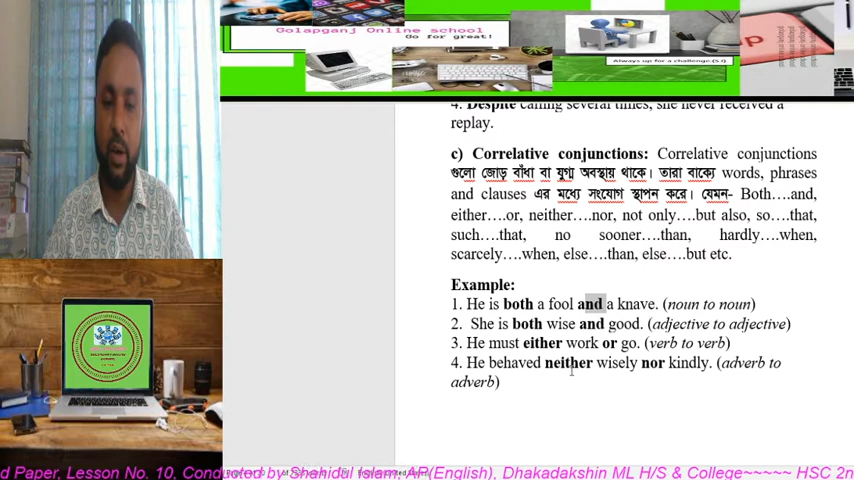 Golapganj Online school
Go for great!
Always up for a challenge.(S.I)
4. Despite calling several times, she never received a
replay.
c) Correlative conjunctions: Correlative conjunctions
গুলো জোড় বাঁধা বা যুগ্ম অবস্থায় থাকে। তারা বাক্যে words, phrases
and clauses এর মধ্যে সংযোগ স্থাপন করে। যেমন- Both….and,
either….or, neither….nor, not only….but also, so….that,
such….that, no sooner….than, hardly….when,
scarcely….when, else….than, else….but etc.
Example:
1. He is both a fool and a knave. (noun to noun)
2. She is both wise and good. (adjective to adjective)
3. He must either work or go. (verb to verb)
4. He behaved neither wisely nor kindly. (adverb to
adverb)
d Paper, Lesson No. 10, Conducted by Shahidul Islam, AP(English), Dhakadakshin ML H/S & College~~~~~ HSC 2n